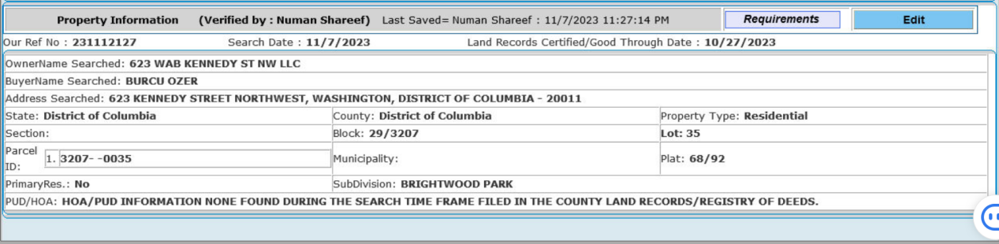 Property Information (Verified by : Numan Shareef) Last Saved= Numan Shareef : 11/7/2023 11:27:14 PM Requirements Edit
Our Ref No : 231112127 Search Date : 11/7/2023 Land Records Certified/Good Through Date : 10/27/2023
OwnerName Searched: 623 WAB KENNEDY ST NW LLC
BuyerName Searched: BURCU OZER
Address Searched: 623 KENNEDY STREET NORTHWEST, WASHINGTON, DISTRICT OF COLUMBIA - 20011
State: District of Columbia County: District of Columbia Property Type: Residential
Section: Block: 29/3207 Lot: 35
Parcel ID: 1. 3207- -0035 Municipality: Plat: 68/92
PrimaryRes.: No SubDivision: BRIGHTWOOD PARK
PUD/HOA: HOA/PUD INFORMATION NONE FOUND DURING THE SEARCH TIME FRAME FILED IN THE COUNTY LAND RECORDS/REGISTRY OF DEEDS.